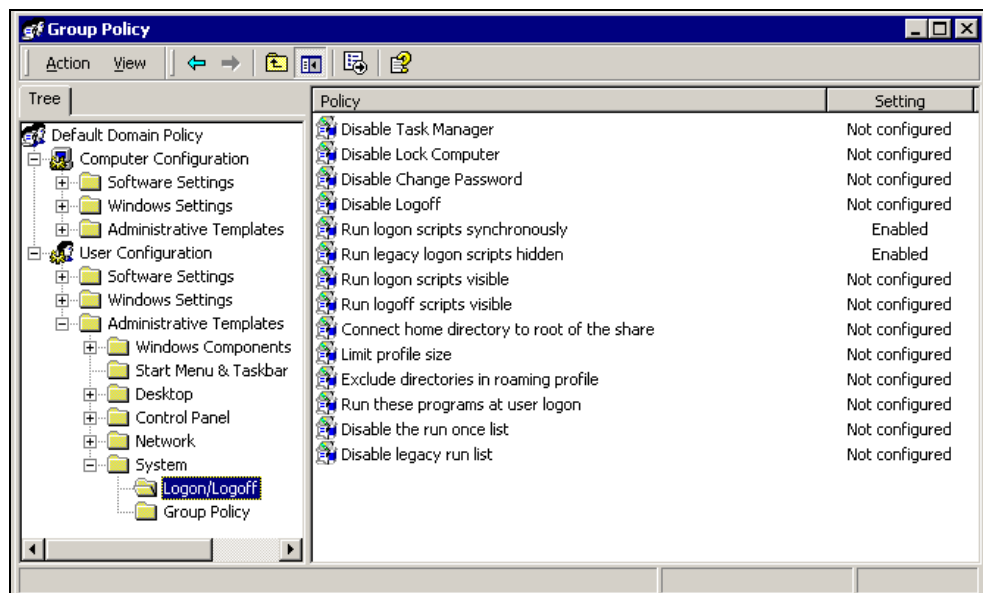 Group Policy
Action View
Tree
Default Domain Policy
Computer Configuration
Software Settings
Windows Settings
Administrative Templates
User Configuration
Software Settings
Windows Settings
Administrative Templates
Windows Components
Start Menu & Taskbar
Desktop
Control Panel
Network
System
Logon/Logoff
Group Policy
Policy Setting
Disable Task Manager Not configured
Disable Lock Computer Not configured
Disable Change Password Not configured
Disable Logoff Not configured
Run logon scripts synchronously Enabled
Run legacy logon scripts hidden Enabled
Run logon scripts visible Not configured
Run logoff scripts visible Not configured
Connect home directory to root of the share Not configured
Limit profile size Not configured
Exclude directories in roaming profile Not configured
Run these programs at user logon Not configured
Disable the run once list Not configured
Disable legacy run list Not configured